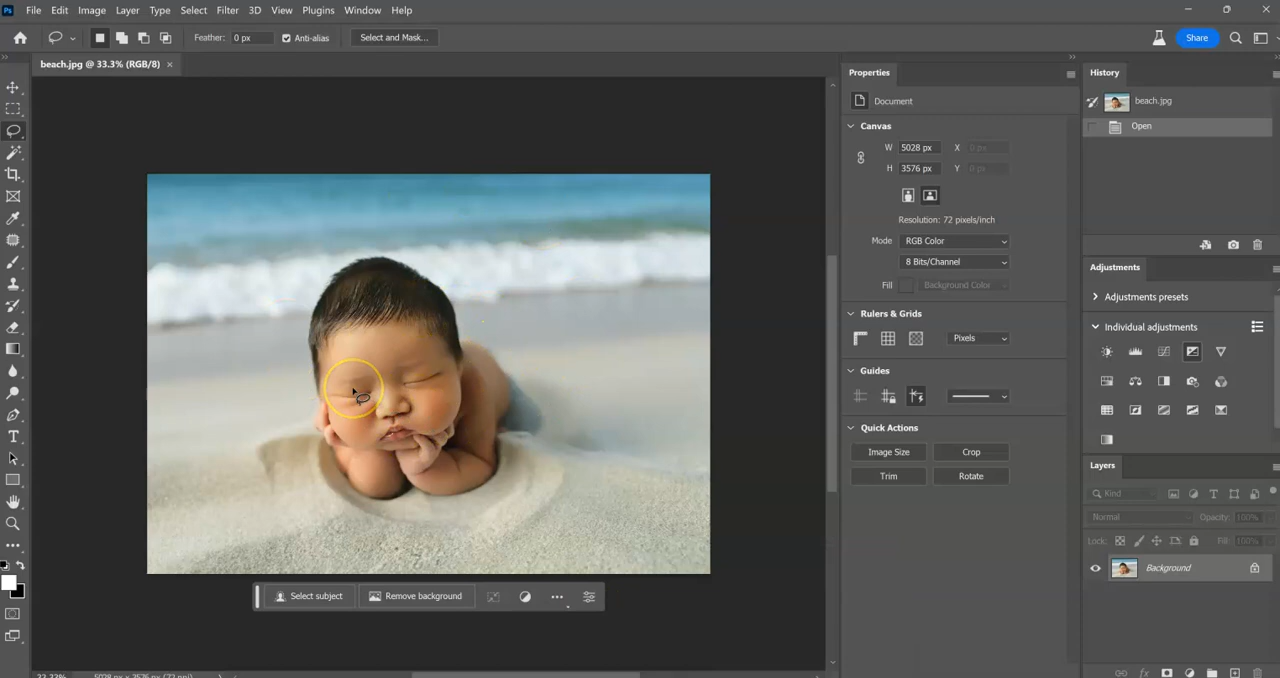 Ps File Edit Image Layer Type Select Filter 3D View Plugins Window Help
Feather: 0 px Anti-alias Select and Mask... Share
beach.jpg @ 33.3% (RGB/8) ×
Properties
Document
Canvas
W 5028 px X 0 px
H 3576 px Y 0 px
Resolution: 72 pixels/inch
Mode RGB Color
8 Bits/Channel
Fill Background Color
Rulers & Grids
Pixels
Guides
Quick Actions
Image Size Crop
Trim Rotate
History
beach.jpg
Open
Adjustments
Adjustments presets
Individual adjustments
Layers
Kind
Normal Opacity: 100%
Lock: Fill: 100%
Background
Select subject Remove background
33.33% 5028 px x 3576 px (72 ppi)